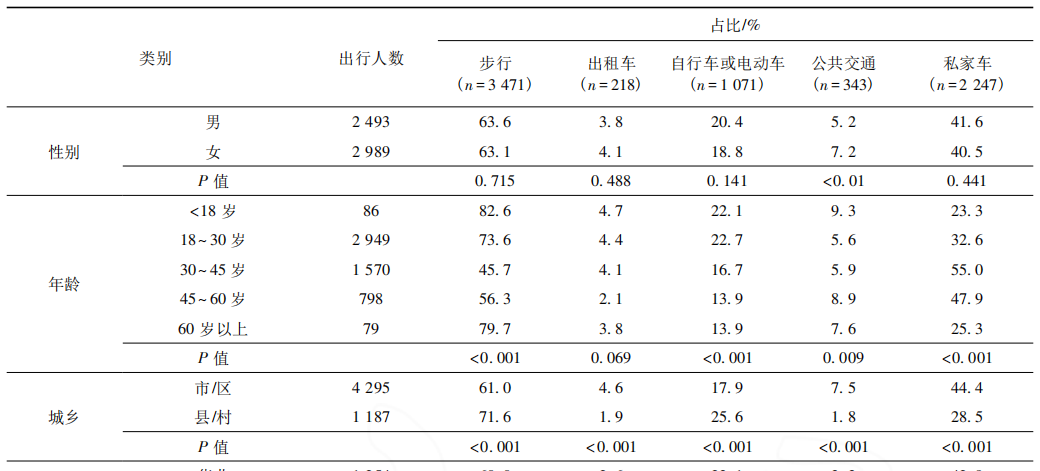 类别 出行人数 占比/%
步行 出租车 自行车或电动车 公共交通 私家车
(n=3 471) (n=218) (n=1 071) (n=343) (n=2 247)
性别
男 2 493 63.6 3.8 20.4 5.2 41.6
女 2 989 63.1 4.1 18.8 7.2 40.5
P 值 0.715 0.488 0.141 <0.01 0.441
年龄
<18 岁 86 82.6 4.7 22.1 9.3 23.3
18~30 岁 2 949 73.6 4.4 22.7 5.6 32.6
30~45 岁 1 570 45.7 4.1 16.7 5.9 55.0
45~60 岁 798 56.3 2.1 13.9 8.9 47.9
60 岁以上 79 79.7 3.8 13.9 7.6 25.3
P 值 <0.001 0.069 <0.001 0.009 <0.001
城乡
市/区 4 295 61.0 4.6 17.9 7.5 44.4
县/村 1 187 71.6 1.9 25.6 1.8 28.5
P 值 <0.001 <0.001 <0.001 <0.001 <0.001